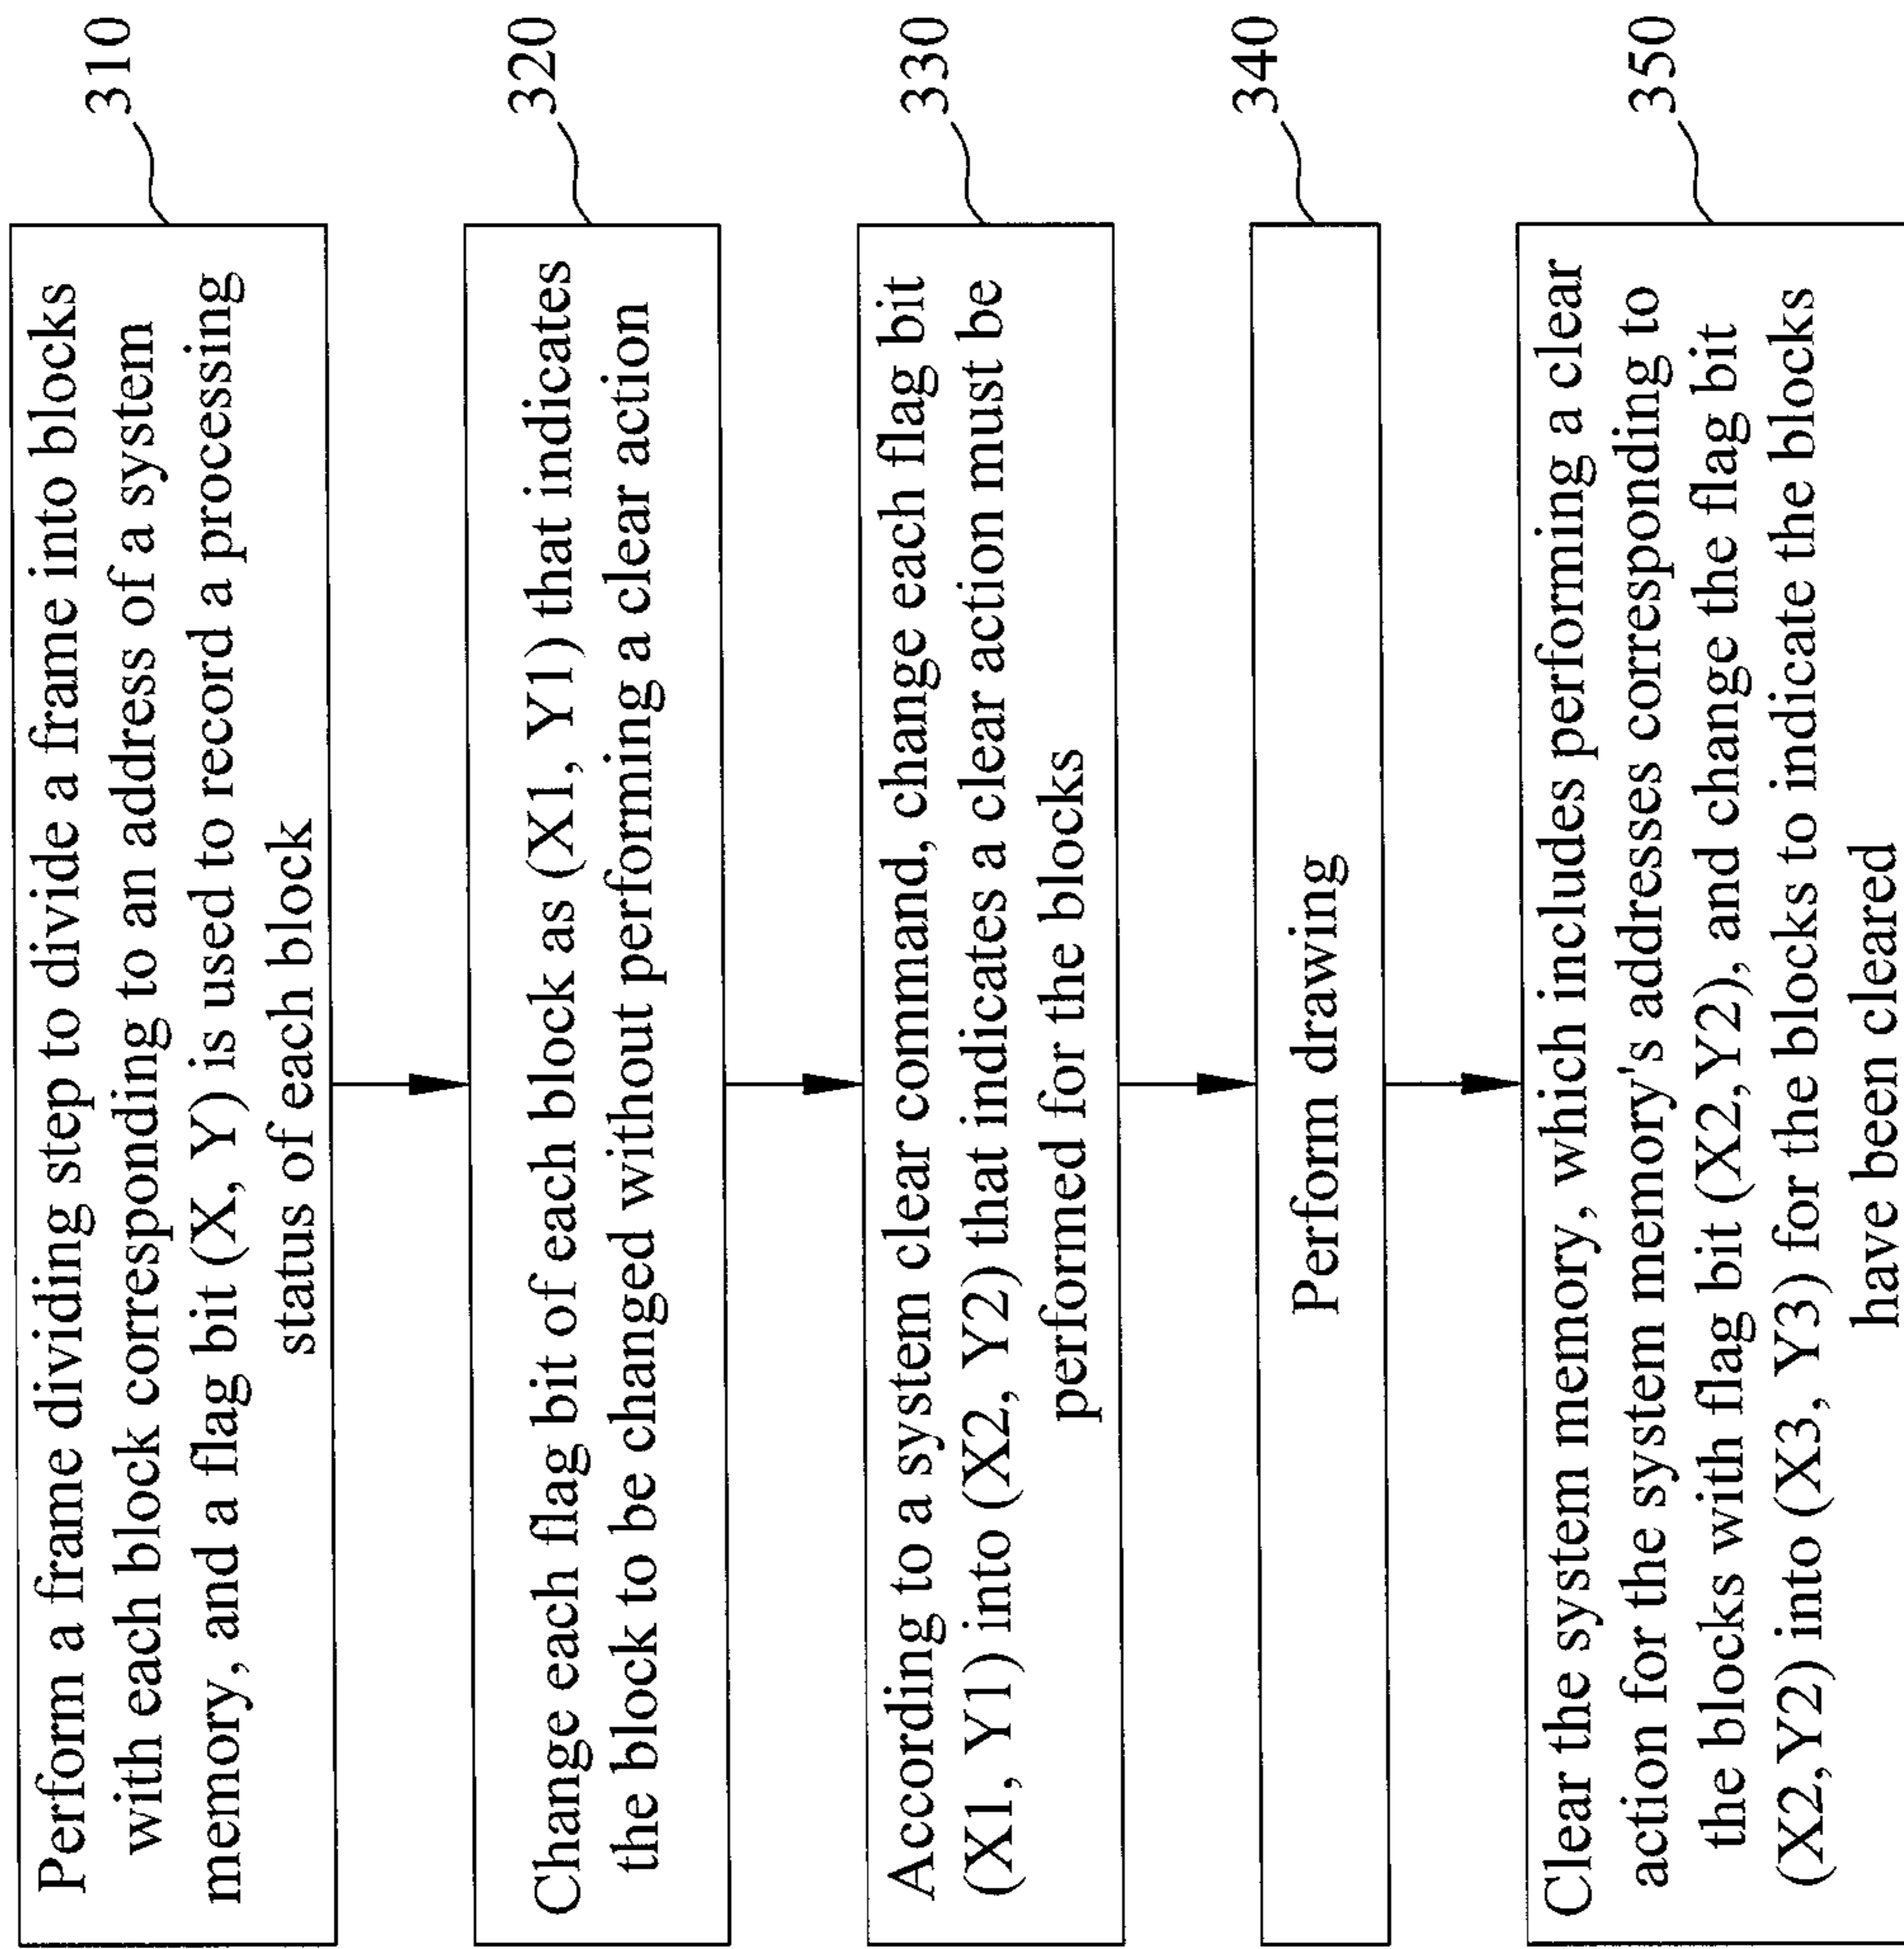 Perform a frame dividing step to divide a frame into blocks
with each block corresponding to an address of a system
memory, and a flag bit (X, Y) is used to record a processing
status of each block
310
Change each flag bit of each block as (X1, Y1) that indicates
the block to be changed without performing a clear action
320
According to a system clear command, change each flag bit
(X1, Y1) into (X2, Y2) that indicates a clear action must be
performed for the blocks
330
Perform drawing
340
Clear the system memory, which includes performing a clear
action for the system memory's addresses corresponding to
the blocks with flag bit (X2,Y2), and change the flag bit
(X2,Y2) into (X3, Y3) for the blocks to indicate the blocks
have been cleared
350